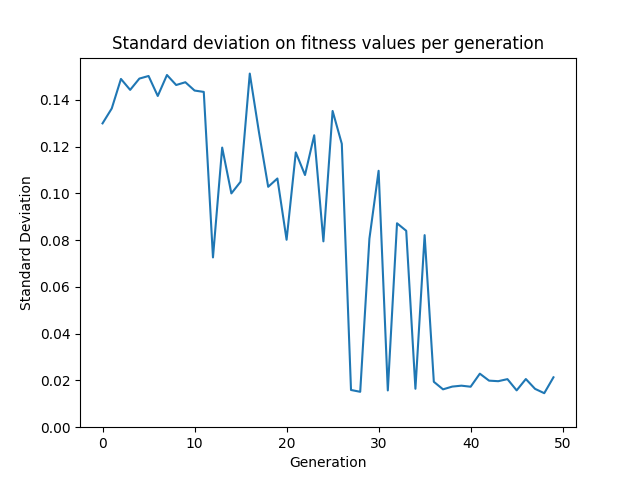 Standard deviation on fitness values per generation
Standard Deviation
0.14
0.12
0.10
0.08
0.06
0.04
0.02
0.00
0 10 20 30 40 50
Generation